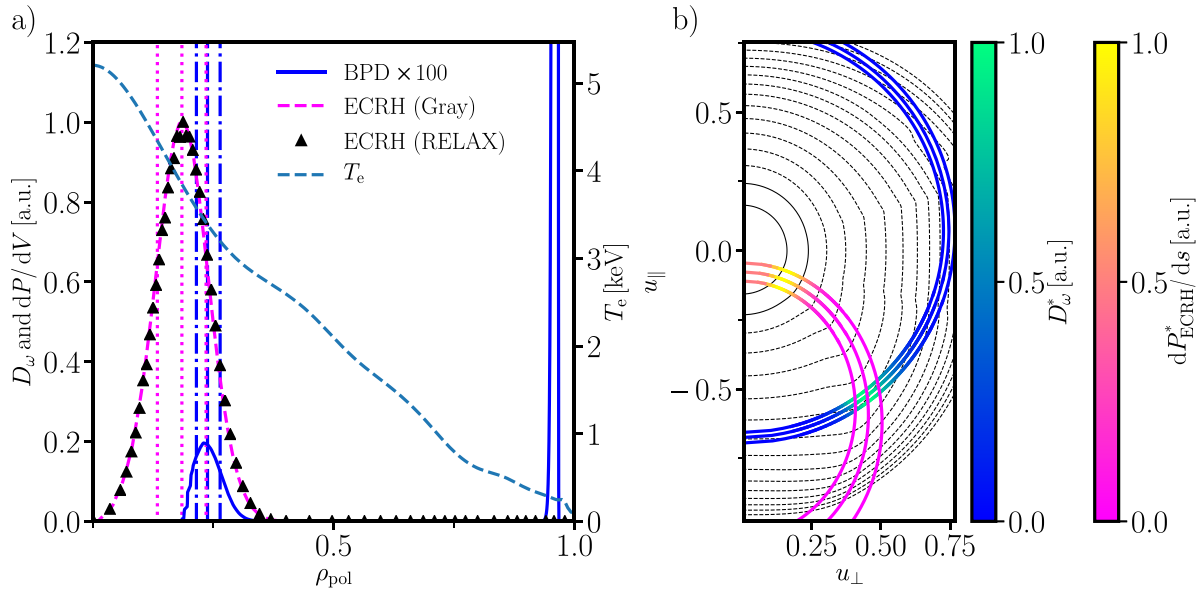 a)
1.2
1.0
0.8
0.6
0.4
0.2
0.0
D_ω and dP/dV [a.u.]
BPD × 100
ECRH (Gray)
ECRH (RELAX)
T_e
5
4
3
2
1
0
T_e [keV]
0.5
1.0
ρ_pol
b)
0.5
0.0
−0.5
u_∥
0.25
0.50
0.75
u_⊥
1.0
0.5
0.0
D*_ω [a.u.]
1.0
0.5
0.0
dP*_ECRH/ds [a.u.]